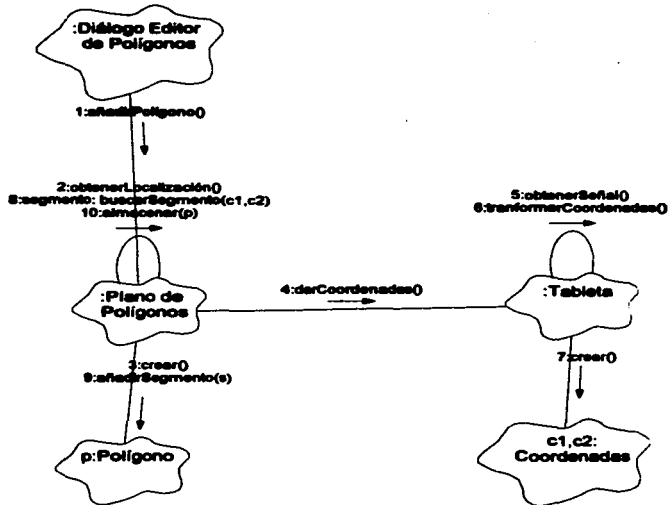 :Diálogo Editor
de Polígonos
1:añadirPolígono()
2:obtenerLocalización()
8:segmento: buscarSegmento(c1,c2)
10:almacenar(p)
5:obtenerSeñal()
6:tranformarCoordenadas()
:Plano de
Polígonos
4:darCoordenadas()
:Tableta
3:crear()
9:añadirSegmento(s)
7:crear()
p:Polígono
c1,c2:
Coordenadas